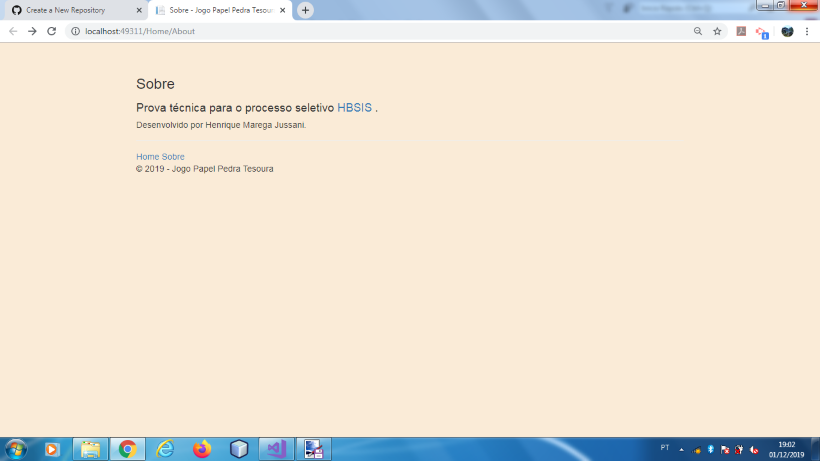 Create a New Repository
Sobre - Jogo Papel Pedra Tesour
localhost:49311/Home/About
Sobre
Prova técnica para o processo seletivo HBSIS .
Desenvolvido por Henrique Marega Jussani.
Home Sobre
© 2019 - Jogo Papel Pedra Tesoura
PT
19:02
01/12/2019